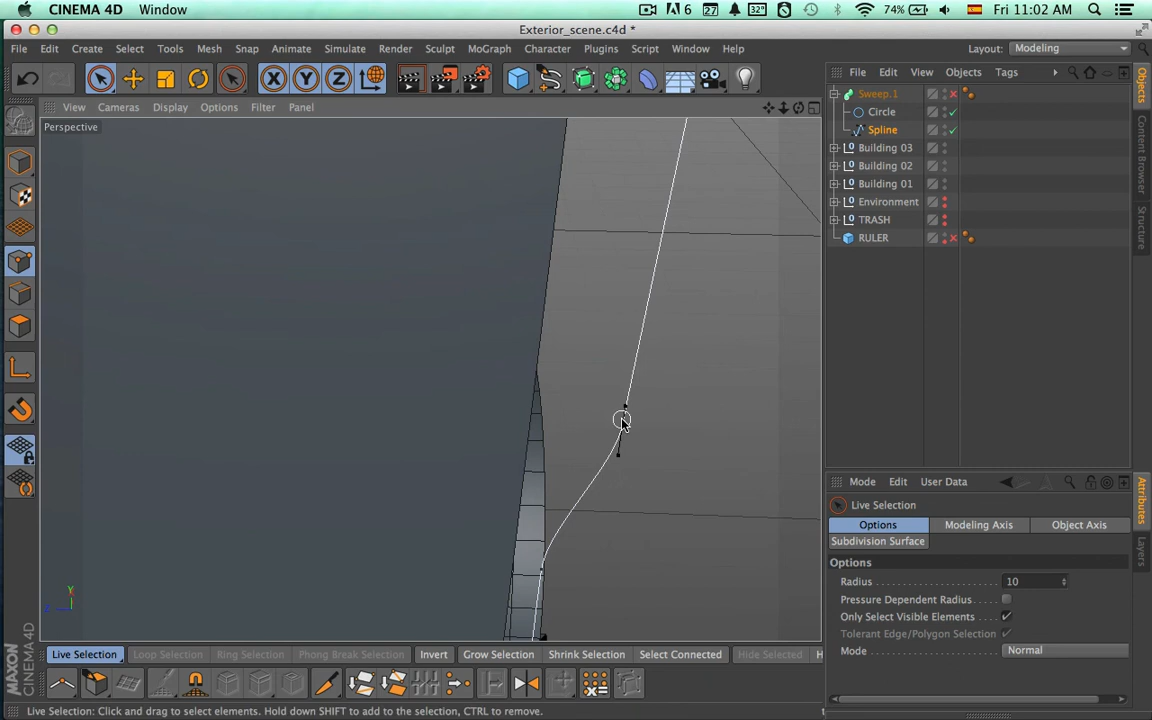 CINEMA 4D Window
6 27 32° 74% Fri 11:02 AM
Exterior_scene.c4d *
File Edit Create Select Tools Mesh Snap Animate Simulate Render Sculpt MoGraph Character Plugins Script Window Help Layout: Modeling
X Y Z
File Edit View Objects Tags
View Cameras Display Options Filter Panel
Perspective
Sweep.1
Circle
Spline
Building 03
Building 02
Building 01
Environment
TRASH
RULER
Objects
Content Browser
Structure
Mode Edit User Data
Live Selection
Options Modeling Axis Object Axis
Subdivision Surface
Options
Radius 10
Pressure Dependent Radius
Only Select Visible Elements
Tolerant Edge/Polygon Selection
Mode Normal
Attributes
Layers
Y
Z
Live Selection Loop Selection Ring Selection Phong Break Selection Invert Grow Selection Shrink Selection Select Connected Hide Selected H
MAXON
CINEMA 4D
Live Selection: Click and drag to select elements. Hold down SHIFT to add to the selection, CTRL to remove.